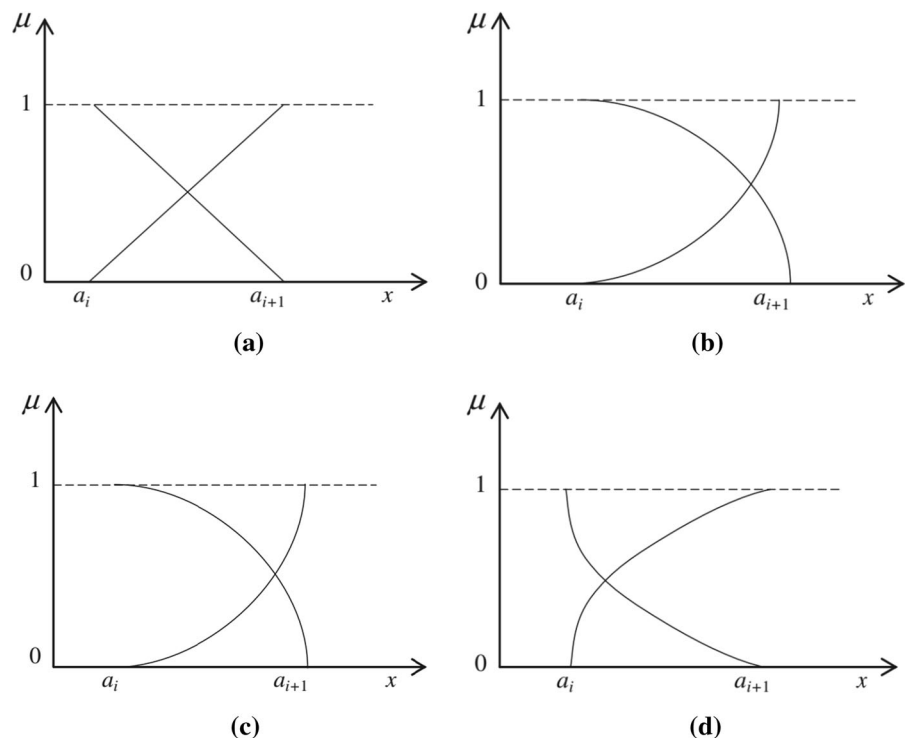 μ μ
1 1
0 0
a_i a_{i+1} x a_i a_{i+1} x
(a) (b)
μ μ
1 1
0 0
a_i a_{i+1} x a_i a_{i+1} x
(c) (d)